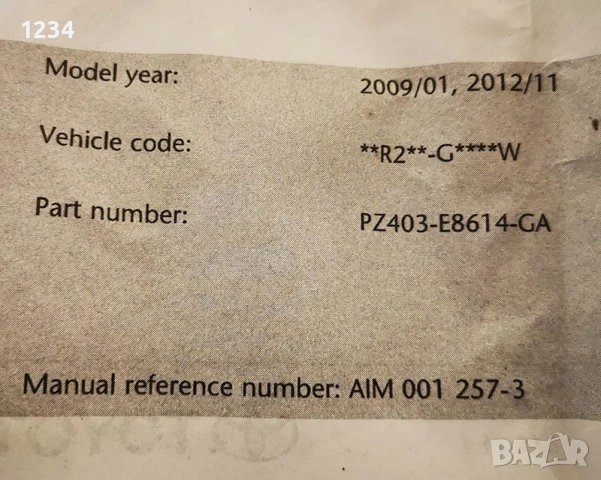 1234
Model year: 2009/01, 2012/11
Vehicle code: **R2**-G****W
Part number: PZ403-E8614-GA
Manual reference number: AIM 001 257-3
BAZAR